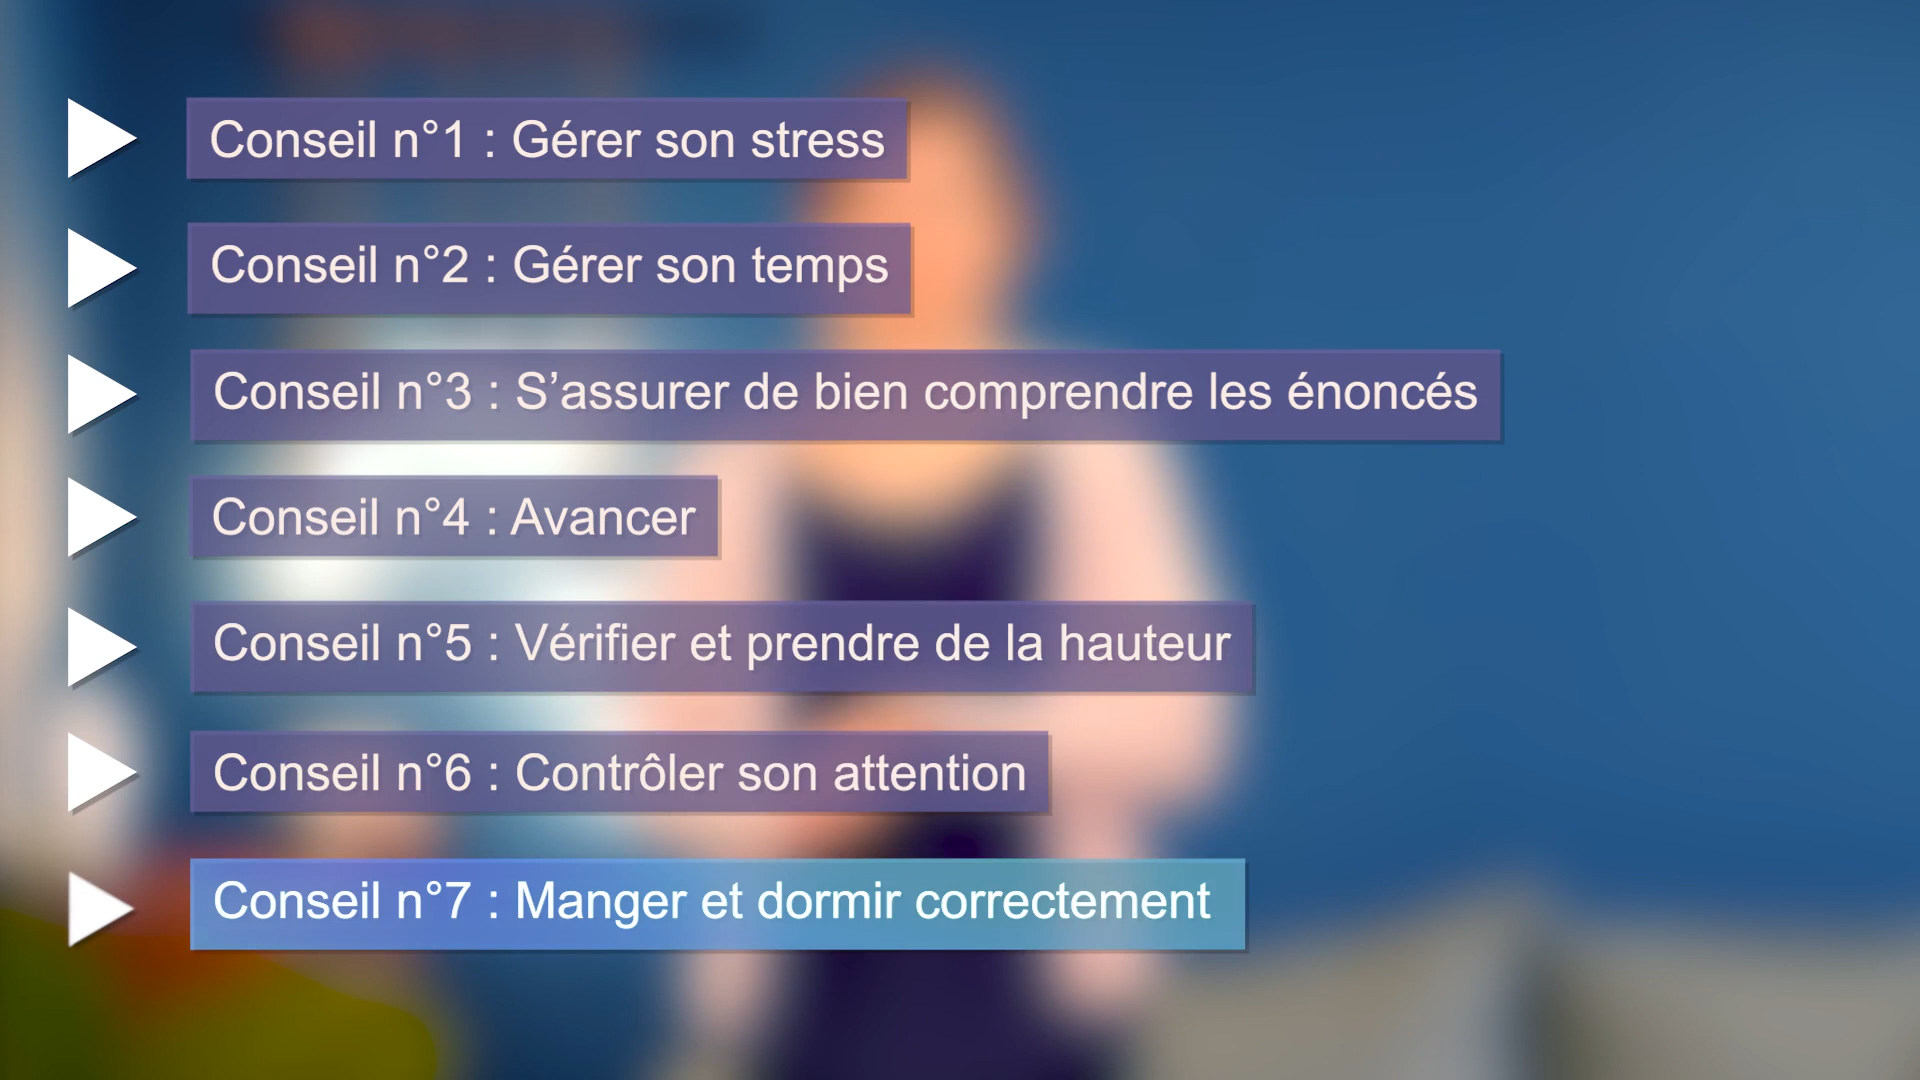 Conseil n°1 : Gérer son stress
Conseil n°2 : Gérer son temps
Conseil n°3 : S’assurer de bien comprendre les énoncés
Conseil n°4 : Avancer
Conseil n°5 : Vérifier et prendre de la hauteur
Conseil n°6 : Contrôler son attention
Conseil n°7 : Manger et dormir correctement